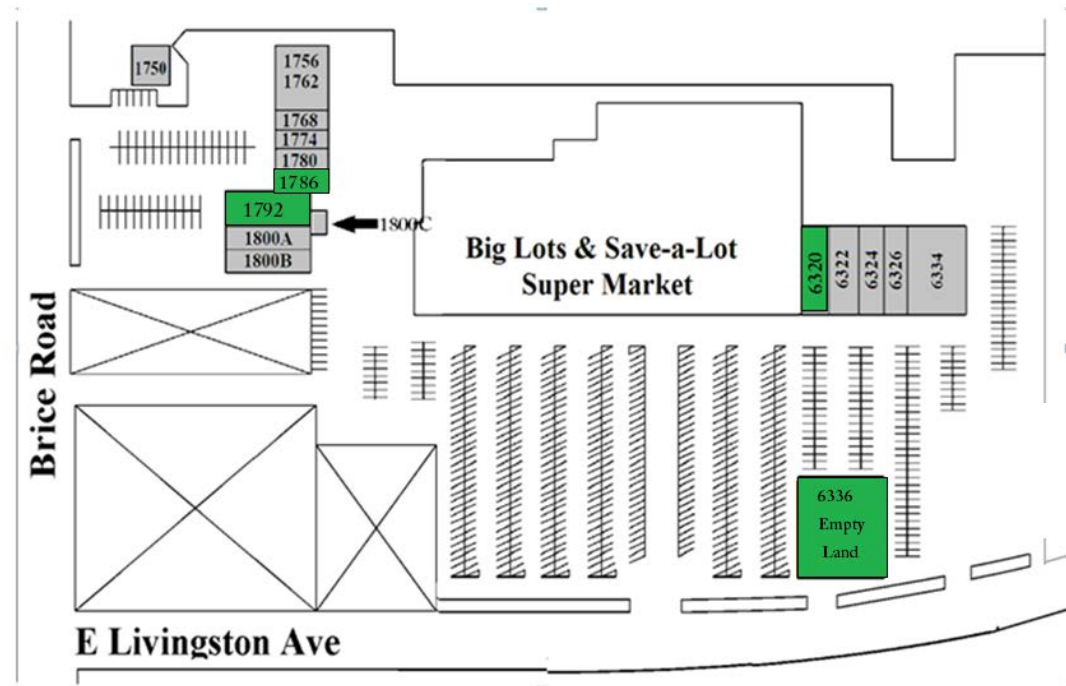 1750
1756
1762
1768
1774
1780
1786
1792
1800C
1800A
1800B
Big Lots & Save-a-Lot
Super Market
6320
6322
6324
6326
6334
Brice Road
6336
Empty
Land
E Livingston Ave